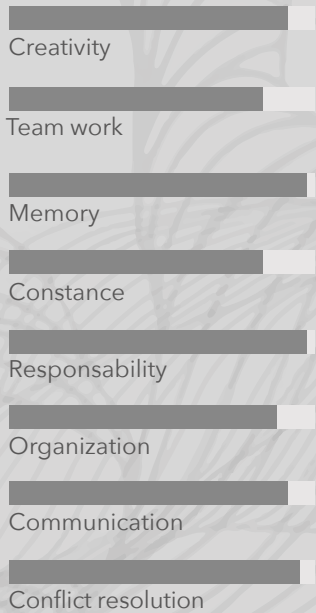 Creativity
Team work
Memory
Constance
Responsability
Organization
Communication
Conflict resolution